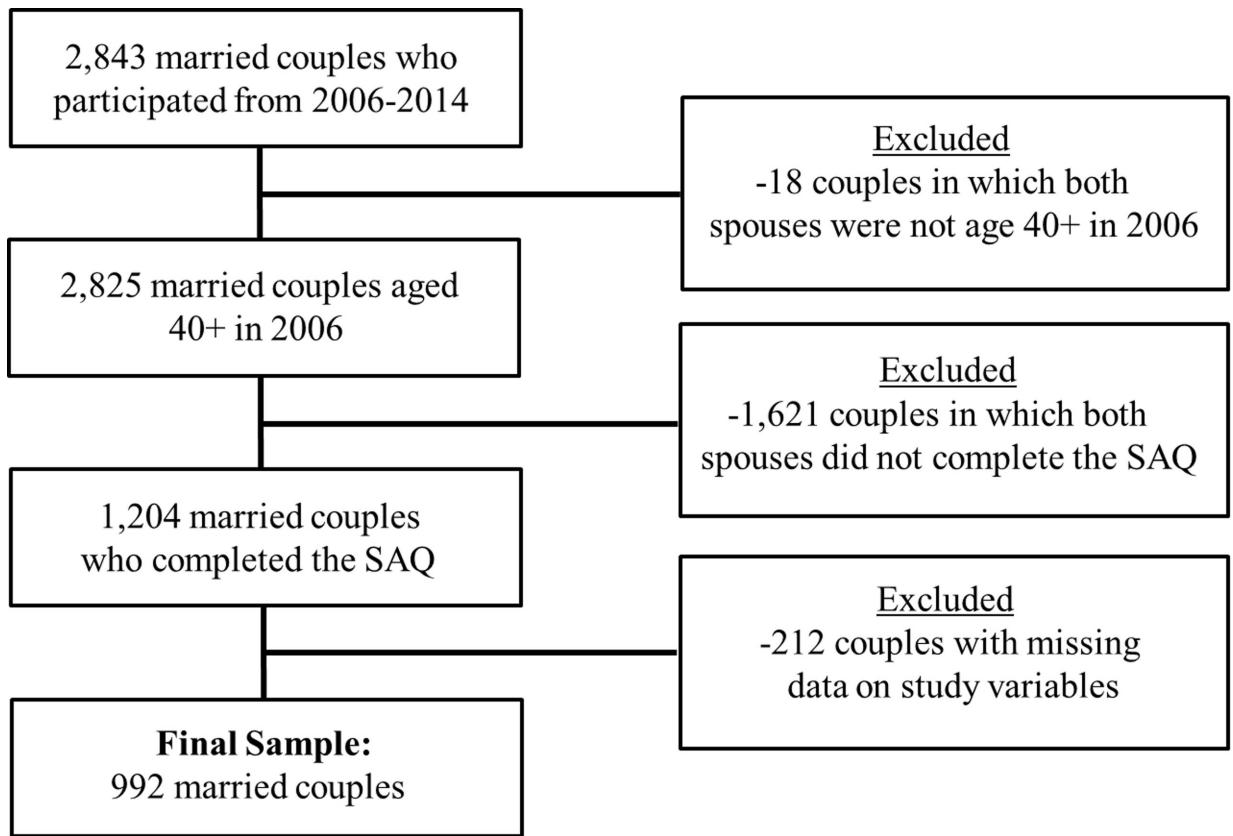 2,843 married couples who
participated from 2006-2014
Excluded
-18 couples in which both
spouses were not age 40+ in 2006
2,825 married couples aged
40+ in 2006
Excluded
-1,621 couples in which both
spouses did not complete the SAQ
1,204 married couples
who completed the SAQ
Excluded
-212 couples with missing
data on study variables
Final Sample:
992 married couples